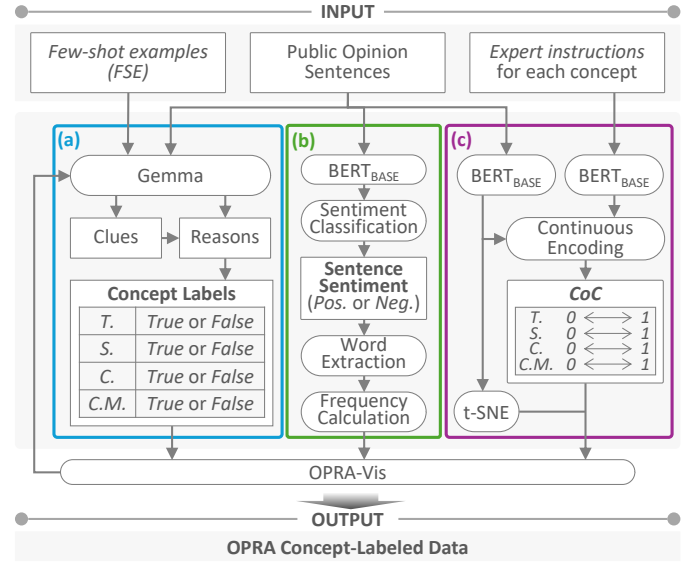 INPUT
Few-shot examples
(FSE)
Public Opinion
Sentences
Expert instructions
for each concept
(a)
Gemma
Clues
Reasons
Concept Labels
T. True or False
S. True or False
C. True or False
C.M. True or False
(b)
BERTBASE
Sentiment
Classification
Sentence
Sentiment
(Pos. or Neg.)
Word
Extraction
Frequency
Calculation
(c)
BERTBASE
BERTBASE
Continuous
Encoding
CoC
T. 0 ⟷ 1
S. 0 ⟷ 1
C. 0 ⟷ 1
C.M. 0 ⟷ 1
t-SNE
OPRA-Vis
OUTPUT
OPRA Concept-Labeled Data